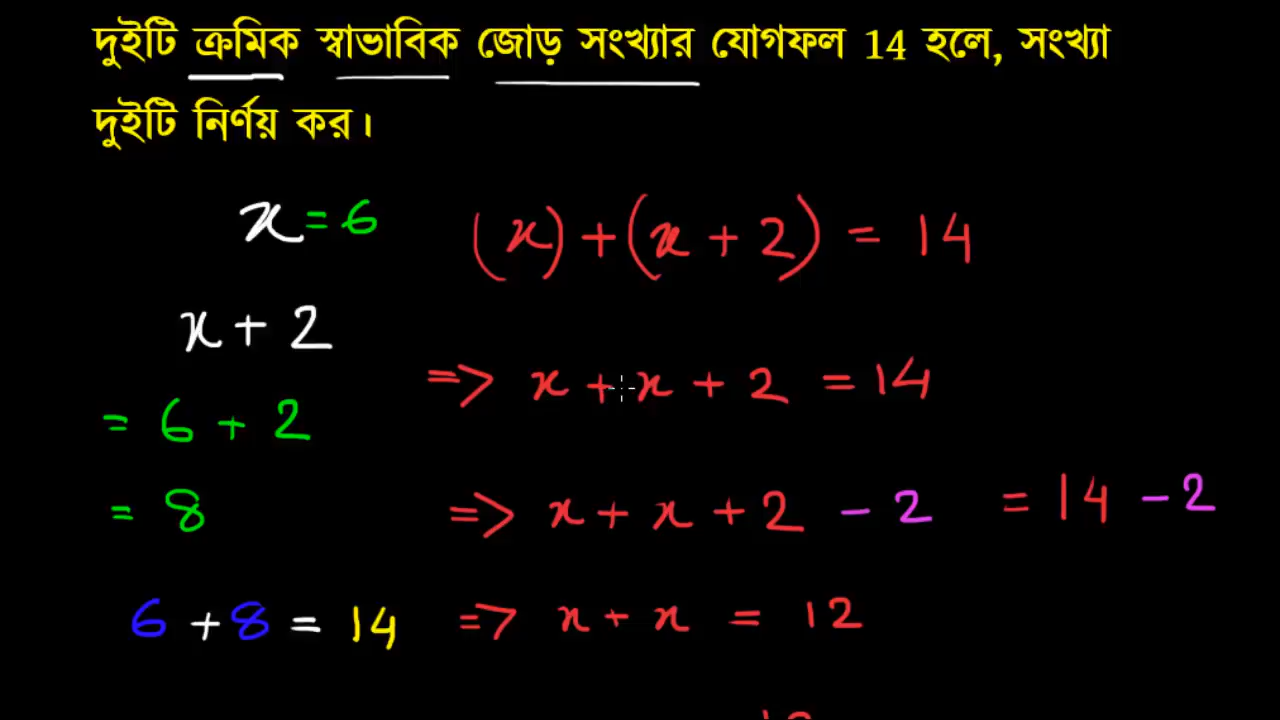 দুইটি ক্রমিক স্বাভাবিক জোড় সংখ্যার যোগফল 14 হলে, সংখ্যা
দুইটি নির্ণয় কর।
x = 6
x + 2
= 6 + 2
= 8
6 + 8 = 14
(x) + (x + 2) = 14
=> x + x + 2 = 14
=> x + x + 2 - 2 = 14 - 2
=> x + x = 12